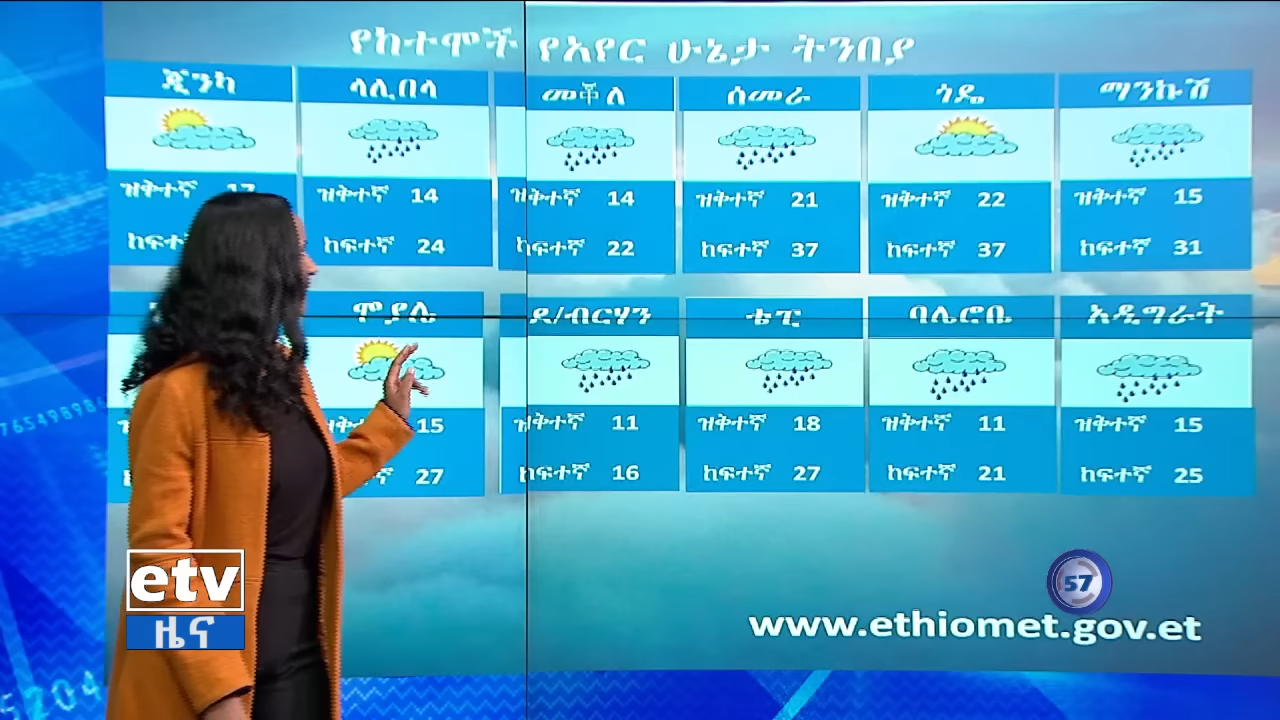 የከተሞች የአየር ሁኔታ ትንበያ
ጂንካ ላሊበላ መቐለ ሰመራ ጎዴ ማንኩሽ
ዝቅተኛ 17 ዝቅተኛ 14 ዝቅተኛ 14 ዝቅተኛ 21 ዝቅተኛ 22 ዝቅተኛ 15
ከፍተኛ 24 ከፍተኛ 22 ከፍተኛ 37 ከፍተኛ 37 ከፍተኛ 31
ሞያሌ ደ/ብርሃን ቴፒ ባሌሮቤ አዲግራት
15 ዝቅተኛ 11 ዝቅተኛ 18 ዝቅተኛ 11 ዝቅተኛ 15
27 ከፍተኛ 16 ከፍተኛ 27 ከፍተኛ 21 ከፍተኛ 25
etv
ዜና
57
www.ethiomet.gov.et